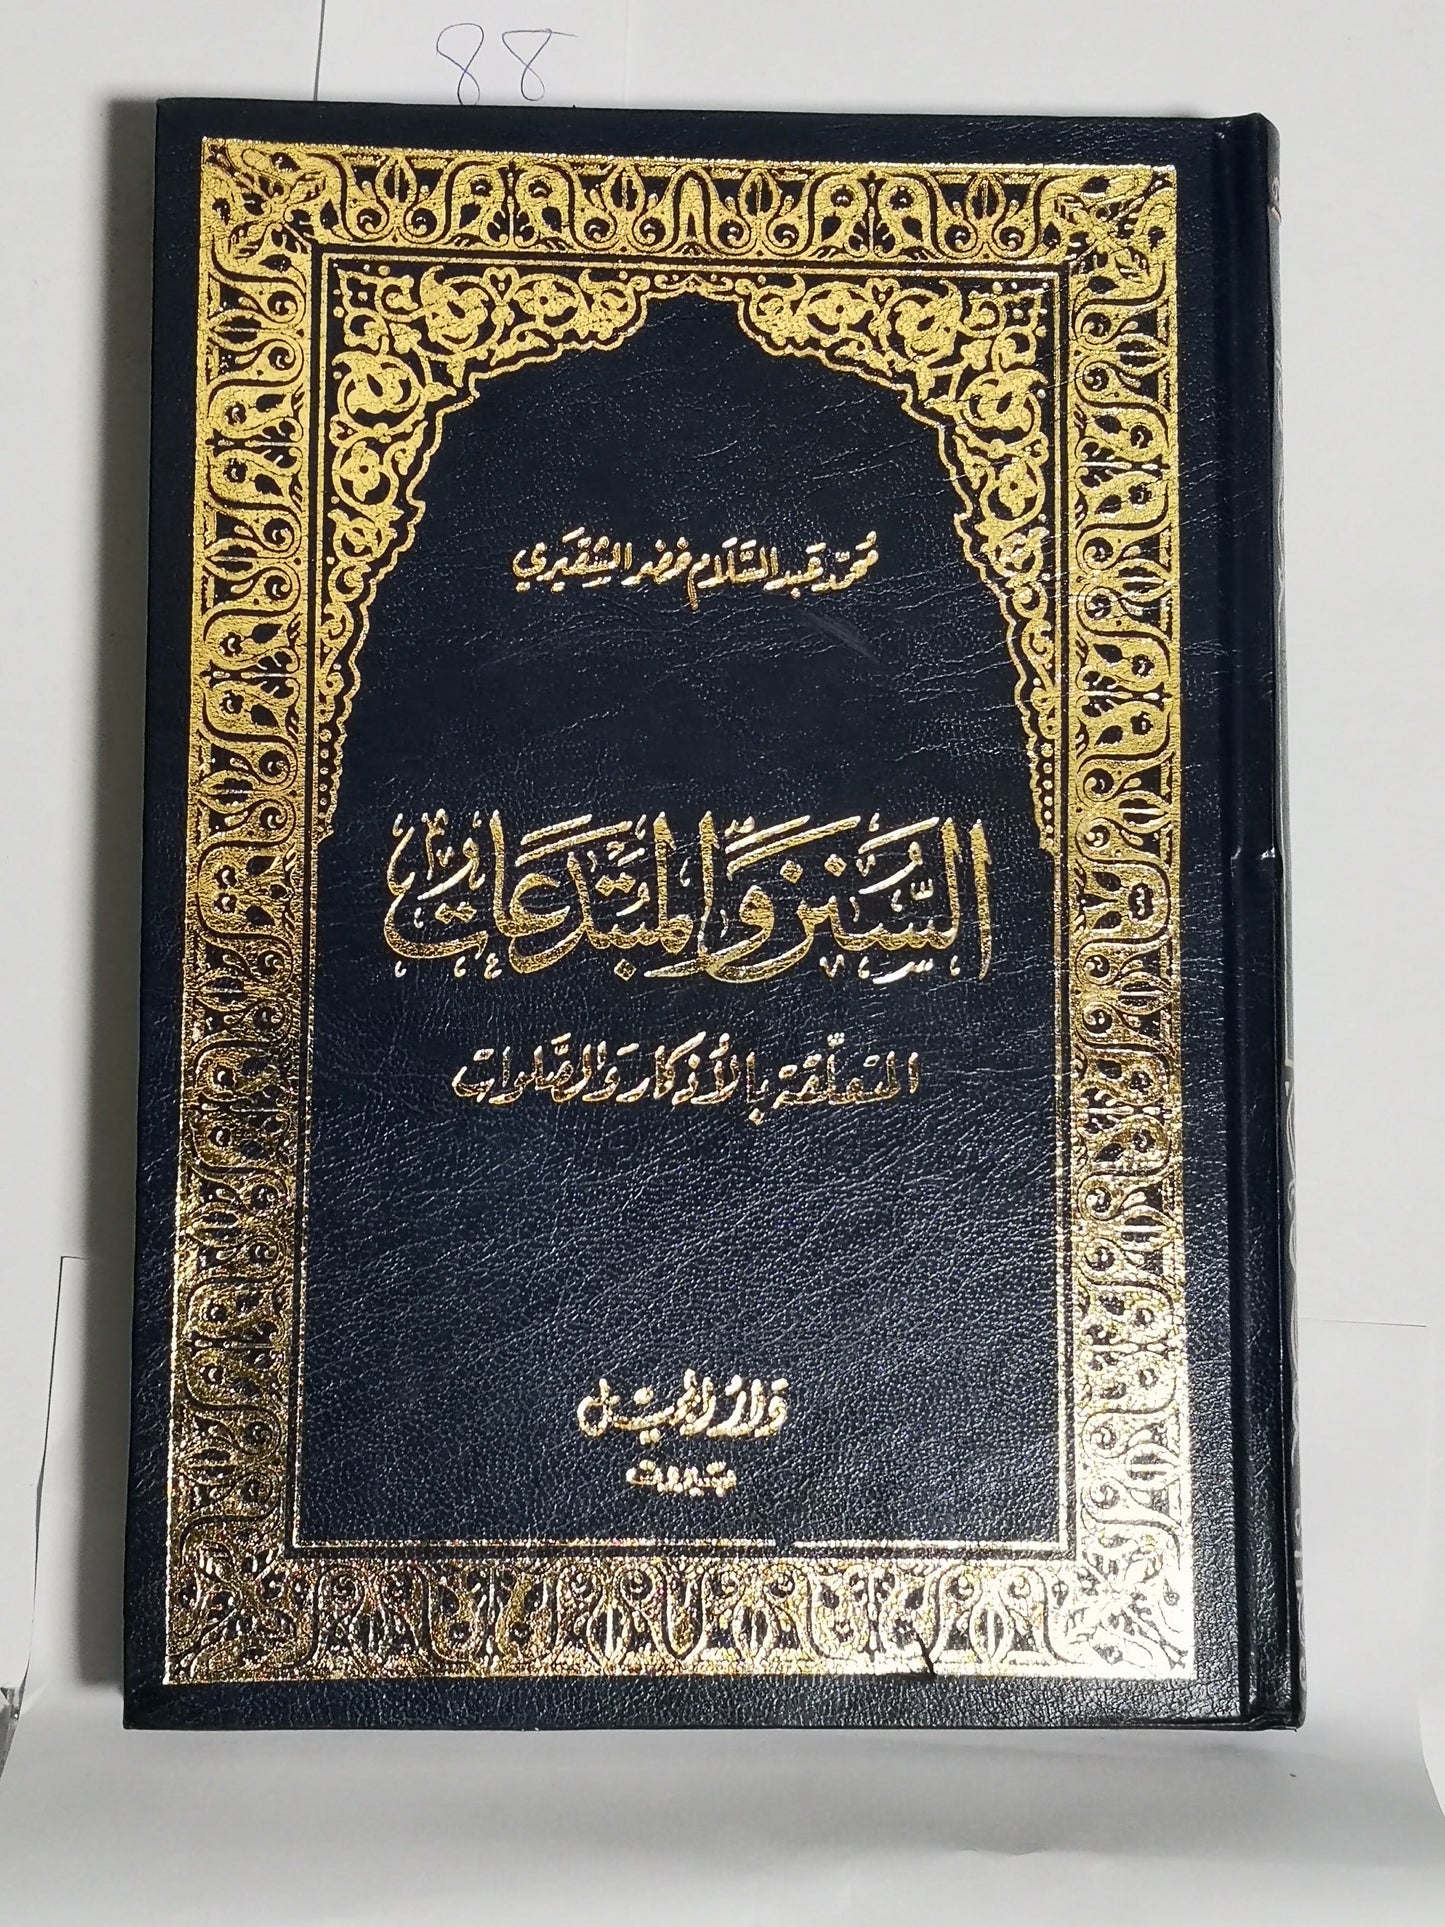 88
محمد عبد السلام خضر الشقيري
السنن والمبتدعات
المتعلقة بالأذكار والصلوات
دار الجيل
بيروت